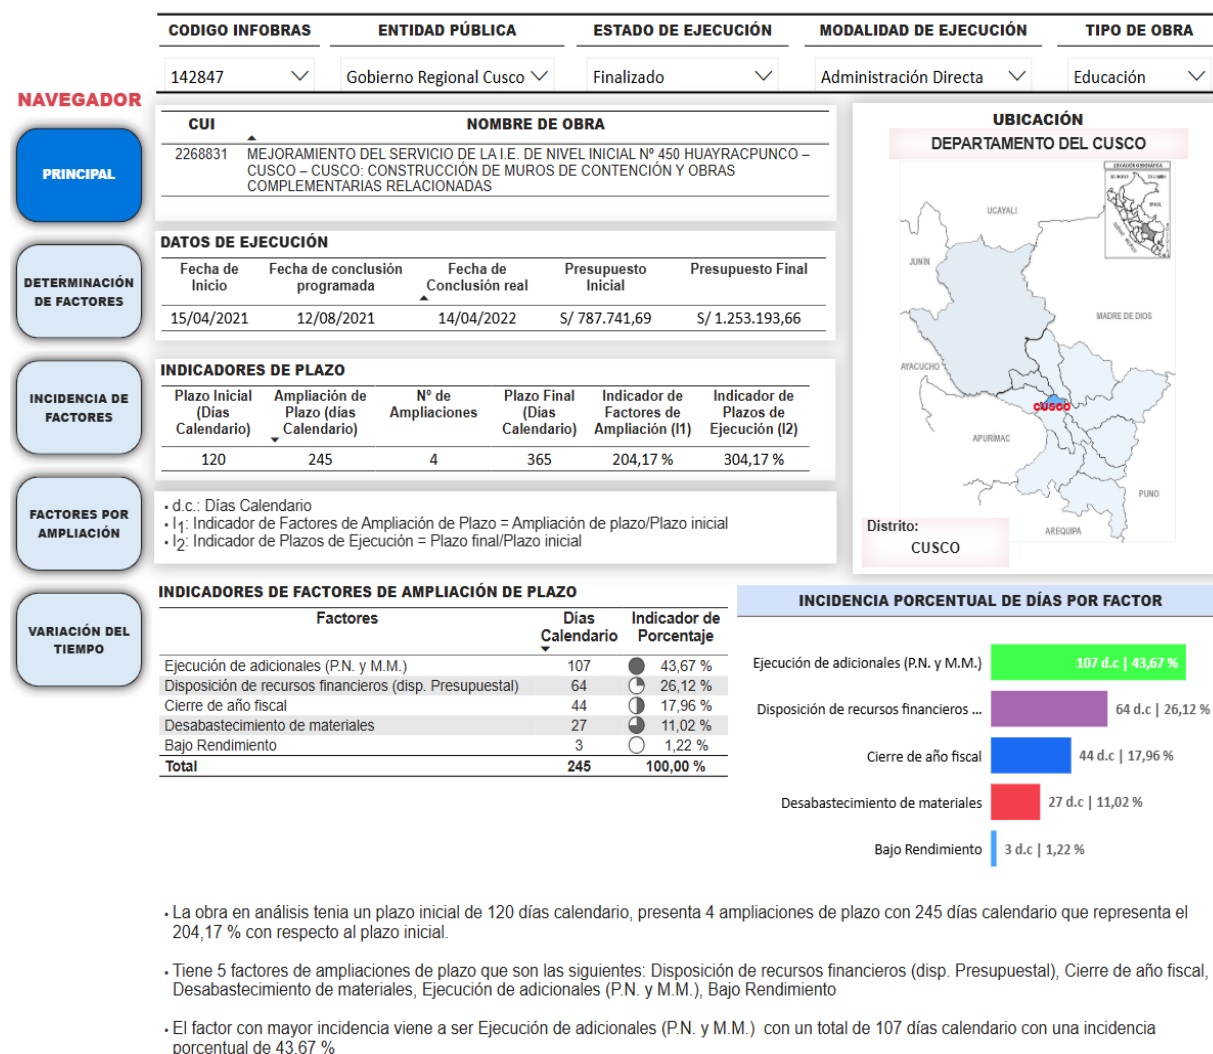 CODIGO INFOBRAS
ENTIDAD PÚBLICA
ESTADO DE EJECUCIÓN
MODALIDAD DE EJECUCIÓN
TIPO DE OBRA
142847
Gobierno Regional Cusco
Finalizado
Administración Directa
Educación
NAVEGADOR
PRINCIPAL
DETERMINACIÓN
DE FACTORES
INCIDENCIA DE
FACTORES
FACTORES POR
AMPLIACIÓN
VARIACIÓN DEL
TIEMPO
CUI
NOMBRE DE OBRA
2268831
MEJORAMIENTO DEL SERVICIO DE LA I.E. DE NIVEL INICIAL Nº 450 HUAYRACPUNCO –
CUSCO – CUSCO: CONSTRUCCIÓN DE MUROS DE CONTENCIÓN Y OBRAS
COMPLEMENTARIAS RELACIONADAS
DATOS DE EJECUCIÓN
Fecha de
Inicio
Fecha de conclusión
programada
Fecha de
Conclusión real
Presupuesto
Inicial
Presupuesto Final
15/04/2021
12/08/2021
14/04/2022
S/ 787.741,69
S/ 1.253.193,66
INDICADORES DE PLAZO
Plazo Inicial
(Días
Calendario)
Ampliación de
Plazo (días
Calendario)
Nº de
Ampliaciones
Plazo Final
(Días
Calendario)
Indicador de
Factores de
Ampliación (I1)
Indicador de
Plazos de
Ejecución (I2)
120
245
4
365
204,17 %
304,17 %
• d.c.: Días Calendario
• I1: Indicador de Factores de Ampliación de Plazo = Ampliación de plazo/Plazo inicial
• I2: Indicador de Plazos de Ejecución = Plazo final/Plazo inicial
UBICACIÓN
DEPARTAMENTO DEL CUSCO
UCAYALI
JUNÍN
MADRE DE DIOS
AYACUCHO
CUSCO
APURÍMAC
PUNO
AREQUIPA
Distrito:
CUSCO
INDICADORES DE FACTORES DE AMPLIACIÓN DE PLAZO
Factores
Días
Calendario
Indicador de
Porcentaje
Ejecución de adicionales (P.N. y M.M.) 107 43,67 %
Disposición de recursos financieros (disp. Presupuestal) 64 26,12 %
Cierre de año fiscal 44 17,96 %
Desabastecimiento de materiales 27 11,02 %
Bajo Rendimiento 3 1,22 %
Total 245 100,00 %
INCIDENCIA PORCENTUAL DE DÍAS POR FACTOR
Ejecución de adicionales (P.N. y M.M.) 107 d.c | 43,67 %
Disposición de recursos financieros ... 64 d.c | 26,12 %
Cierre de año fiscal 44 d.c | 17,96 %
Desabastecimiento de materiales 27 d.c | 11,02 %
Bajo Rendimiento 3 d.c | 1,22 %
• La obra en análisis tenia un plazo inicial de 120 días calendario, presenta 4 ampliaciones de plazo con 245 días calendario que representa el
204,17 % con respecto al plazo inicial.
• Tiene 5 factores de ampliaciones de plazo que son las siguientes: Disposición de recursos financieros (disp. Presupuestal), Cierre de año fiscal,
Desabastecimiento de materiales, Ejecución de adicionales (P.N. y M.M.), Bajo Rendimiento
• El factor con mayor incidencia viene a ser Ejecución de adicionales (P.N. y M.M.) con un total de 107 días calendario con una incidencia
porcentual de 43,67 %